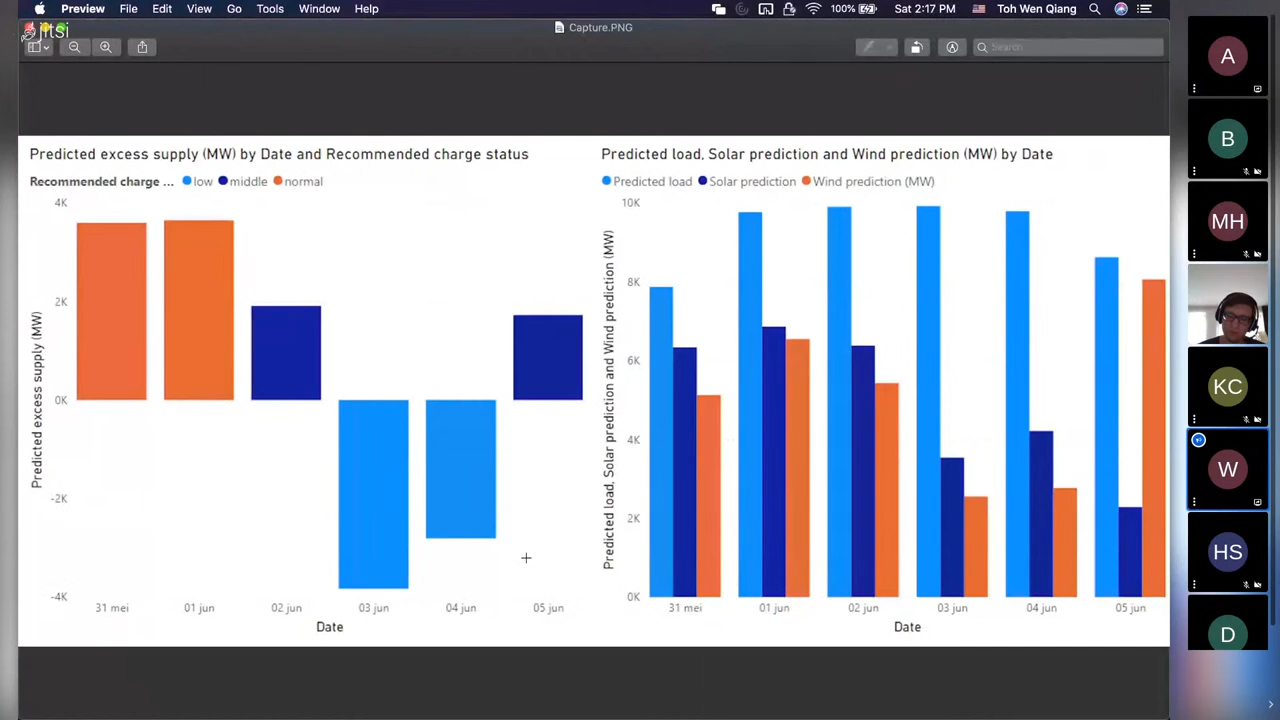 Preview File Edit View Go Tools Window Help 100% Sat 2:17 PM Toh Wen Qiang
Jitsi
Capture.PNG
Search
Predicted excess supply (MW) by Date and Recommended charge status
Recommended charge ... low middle normal
Predicted excess supply (MW)
4K
2K
0K
-2K
-4K
31 mei 01 jun 02 jun 03 jun 04 jun 05 jun
Date
Predicted load, Solar prediction and Wind prediction (MW) by Date
Predicted load Solar prediction Wind prediction (MW)
Predicted load, Solar prediction and Wind prediction (MW)
10K
8K
6K
4K
2K
0K
31 mei 01 jun 02 jun 03 jun 04 jun 05 jun
Date
A
B
MH
KC
W
HS
D